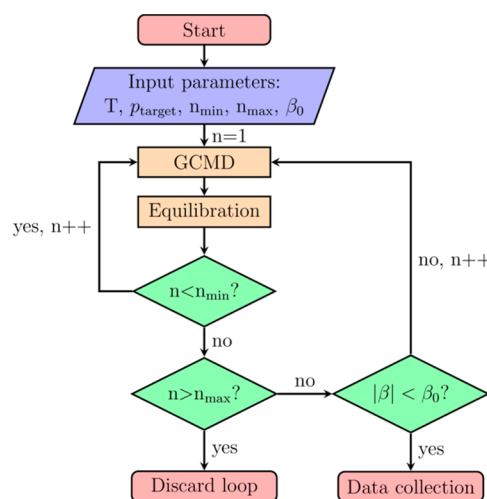 Start
Input parameters:
T, p_target, n_min, n_max, β_0
n=1
GCMD
Equilibration
yes, n++
n<n_min?
no, n++
no
n>n_max?
no
|β| < β_0?
yes
yes
Discard loop
Data collection